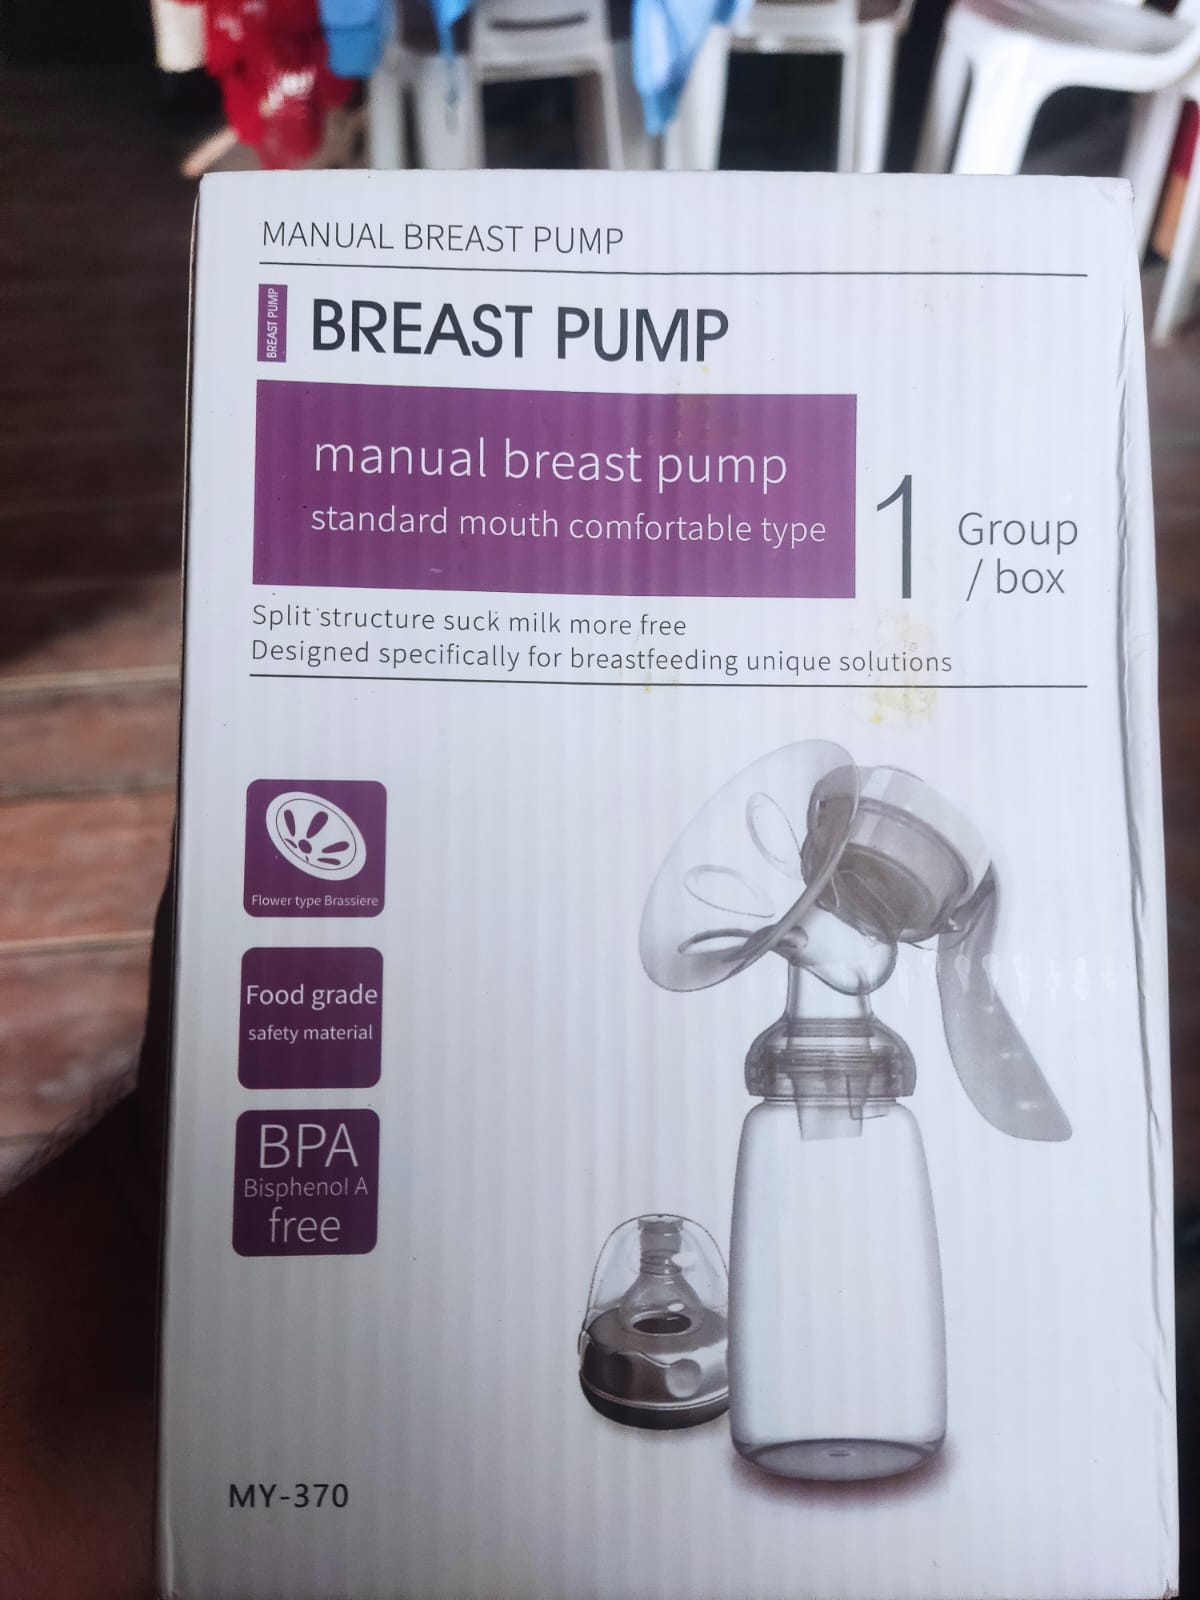 MANUAL BREAST PUMP
BREAST PUMP
BREAST PUMP
manual breast pump
standard mouth comfortable type
1
Group
/ box
Split structure suck milk more free
Designed specifically for breastfeeding unique solutions
Flower type Brassiere
Food grade
safety material
BPA
Bisphenol A
free
MY-370